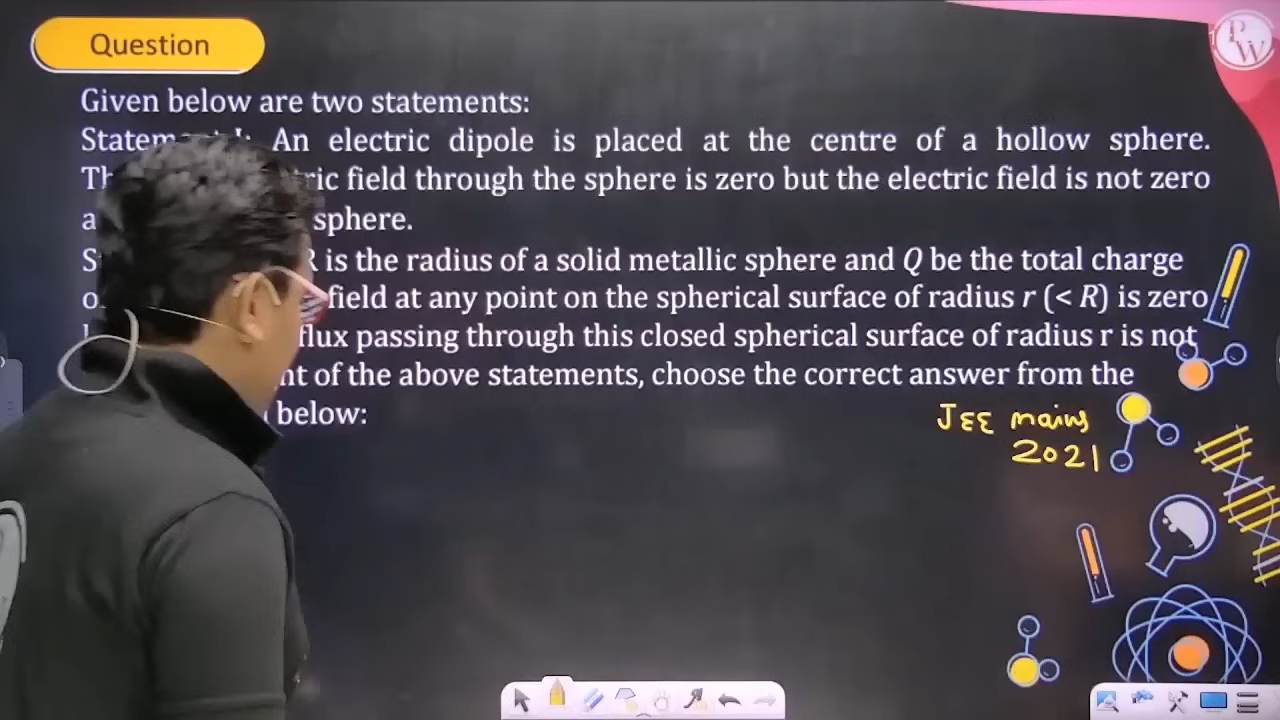 Question
PW
Given below are two statements:
An electric dipole is placed at the centre of a hollow sphere.
field through the sphere is zero but the electric field is not zero
sphere.
R is the radius of a solid metallic sphere and Q be the total charge
field at any point on the spherical surface of radius r (< R) is zero
flux passing through this closed spherical surface of radius r is not
of the above statements, choose the correct answer from the
below:
JEE mains
2021